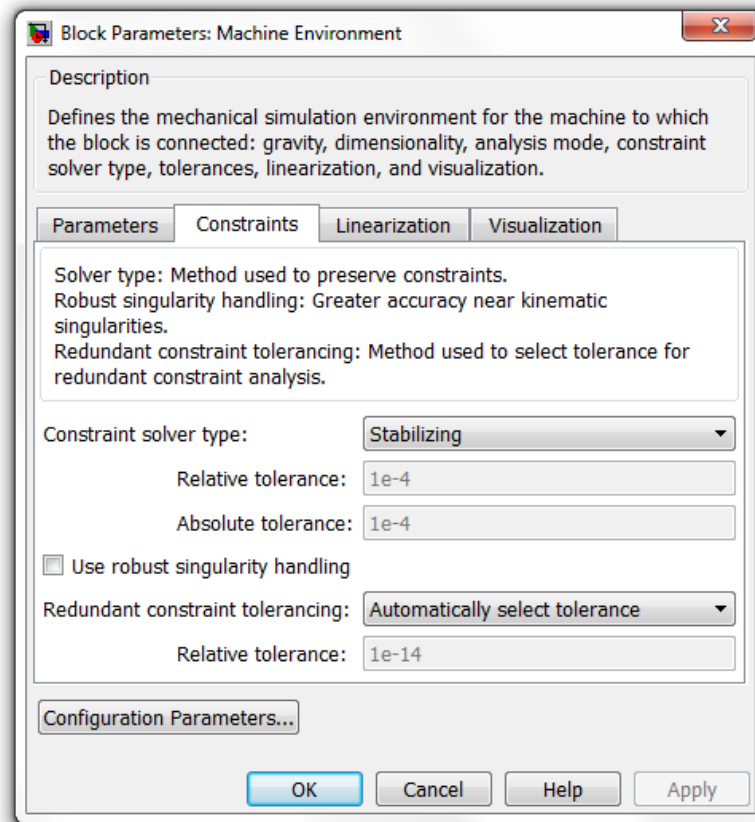 Block Parameters: Machine Environment
Description
Defines the mechanical simulation environment for the machine to which
the block is connected: gravity, dimensionality, analysis mode, constraint
solver type, tolerances, linearization, and visualization.
Parameters Constraints Linearization Visualization
Solver type: Method used to preserve constraints.
Robust singularity handling: Greater accuracy near kinematic
singularities.
Redundant constraint tolerancing: Method used to select tolerance for
redundant constraint analysis.
Constraint solver type: Stabilizing
Relative tolerance: 1e-4
Absolute tolerance: 1e-4
Use robust singularity handling
Redundant constraint tolerancing: Automatically select tolerance
Relative tolerance: 1e-14
Configuration Parameters...
OK Cancel Help Apply